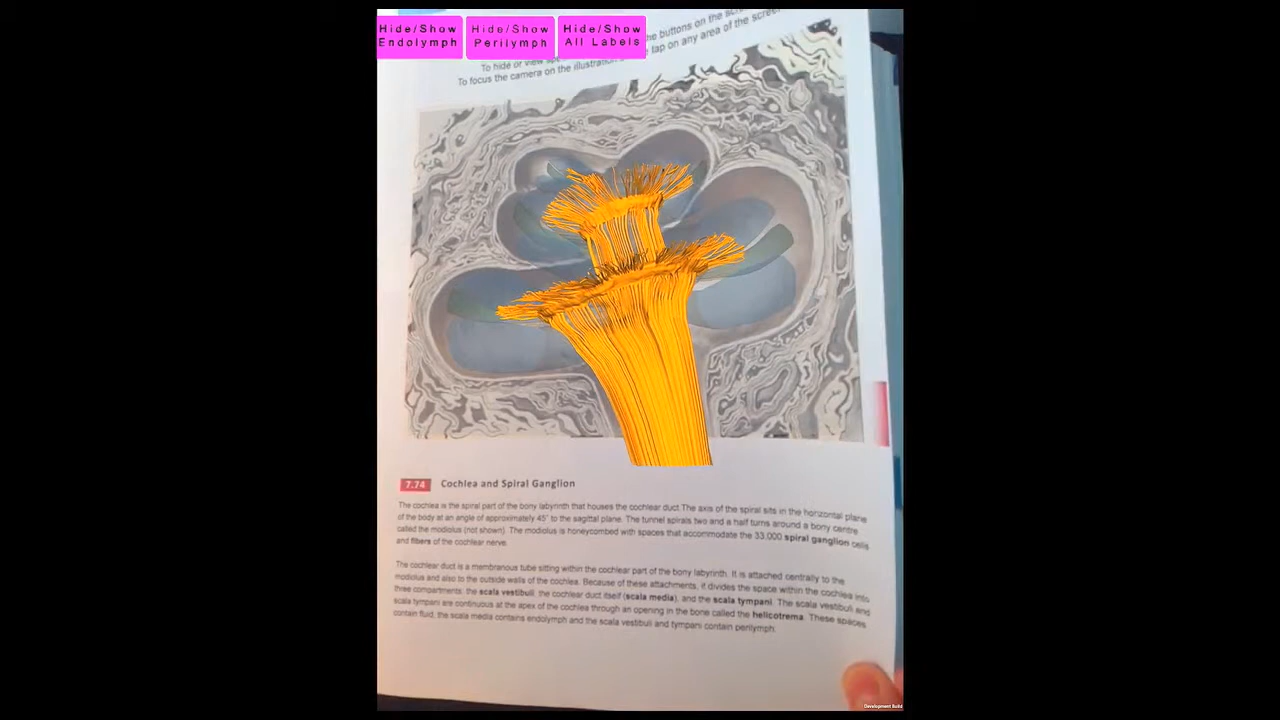 Hide/Show Endolymph
Hide/Show Perilymph
Hide/Show All Labels
he buttons on the
To hide or view
tap on any area of the screen
To focus the camera on the illustration
7.74 Cochlea and Spiral Ganglion
The cochlea is the spiral part of the bony labyrinth that houses the cochlear duct.The axis of the spiral sits in the horizontal plane
of the body at an angle of approximately 45° to the sagittal plane. The tunnel spirals two and a half turns around a bony centre
called the modiolus (not shown). The modiolus is honeycombed with spaces that accommodate the 33,000 spiral ganglion cells
and fibers of the cochlear nerve.
The cochlear duct is a membranous tube sitting within the cochlear part of the bony labyrinth. It is attached centrally to the
modiolus and also to the outside walls of the cochlea. Because of these attachments, it divides the space within the cochlea into
three compartments: the scala vestibuli, the cochlear duct itself (scala media), and the scala tympani. The scala vestibuli and
scala tympani are continuous at the apex of the cochlea through an opening in the bone called the helicotrema. These spaces
contain fluid, the scala media contains endolymph and the scala vestibuli and tympani contain perilymph.
Development Build